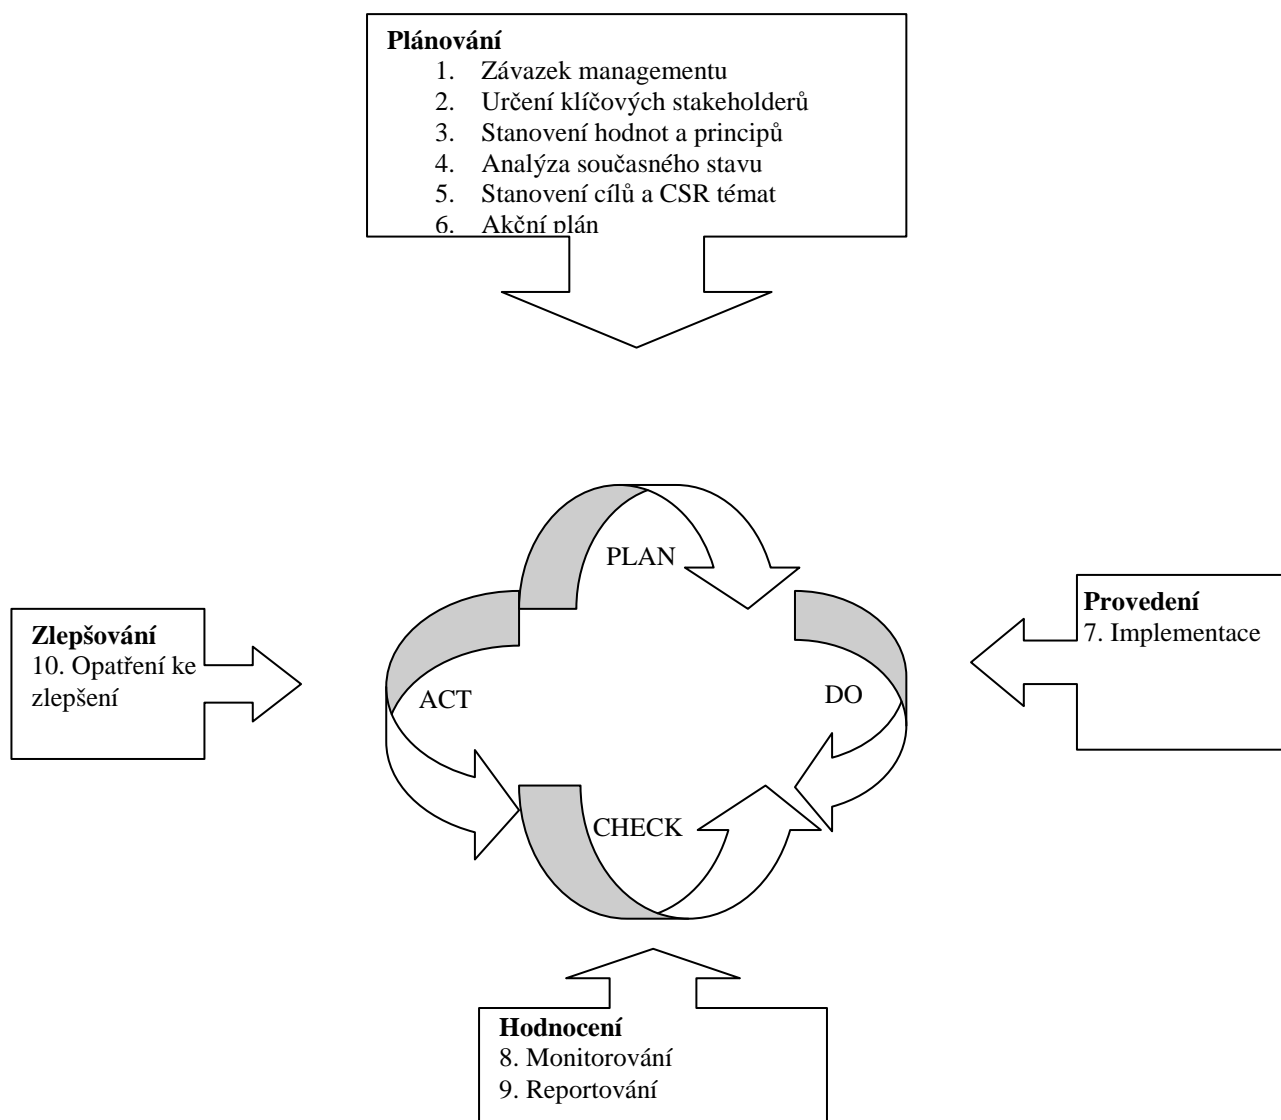 Plánování
1. Závazek managementu
2. Určení klíčových stakeholderů
3. Stanovení hodnot a principů
4. Analýza současného stavu
5. Stanovení cílů a CSR témat
6. Akční plán
PLAN
Provedení
7. Implementace
Zlepšování
10. Opatření ke
zlepšení
ACT
DO
CHECK
Hodnocení
8. Monitorování
9. Reportování